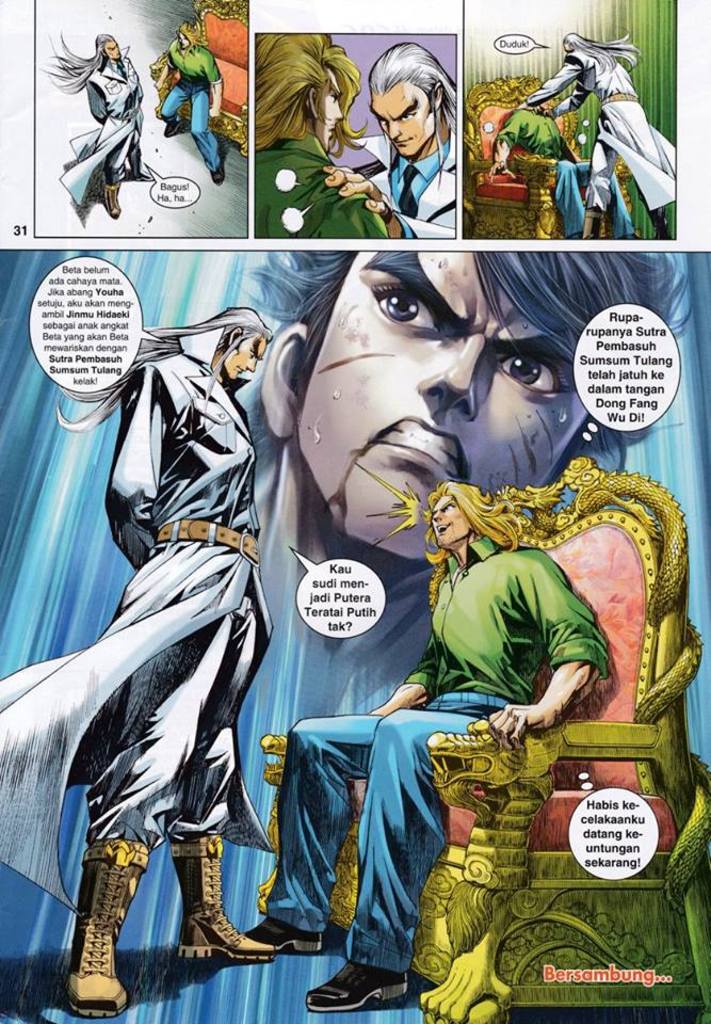 Bagus!
Ha, ha...
Duduk!
31
Beta belum
ada cahaya mata.
Jika abang Youha
setuju, aku akan meng-
ambil Jinmu Hidaeki
sebagai anak angkat
Beta yang akan Beta
mewariskan dengan
Sutra Pembasuh
Sumsum Tulang
kelak!
Rupa-
rupanya Sutra
Pembasuh
Sumsum Tulang
telah jatuh ke
dalam tangan
Dong Fang
Wu Di!
Kau
sudi men-
jadi Putera
Teratai Putih
tak?
Habis ke-
celakaanku
datang ke-
untungan
sekarang!
Bersambung...